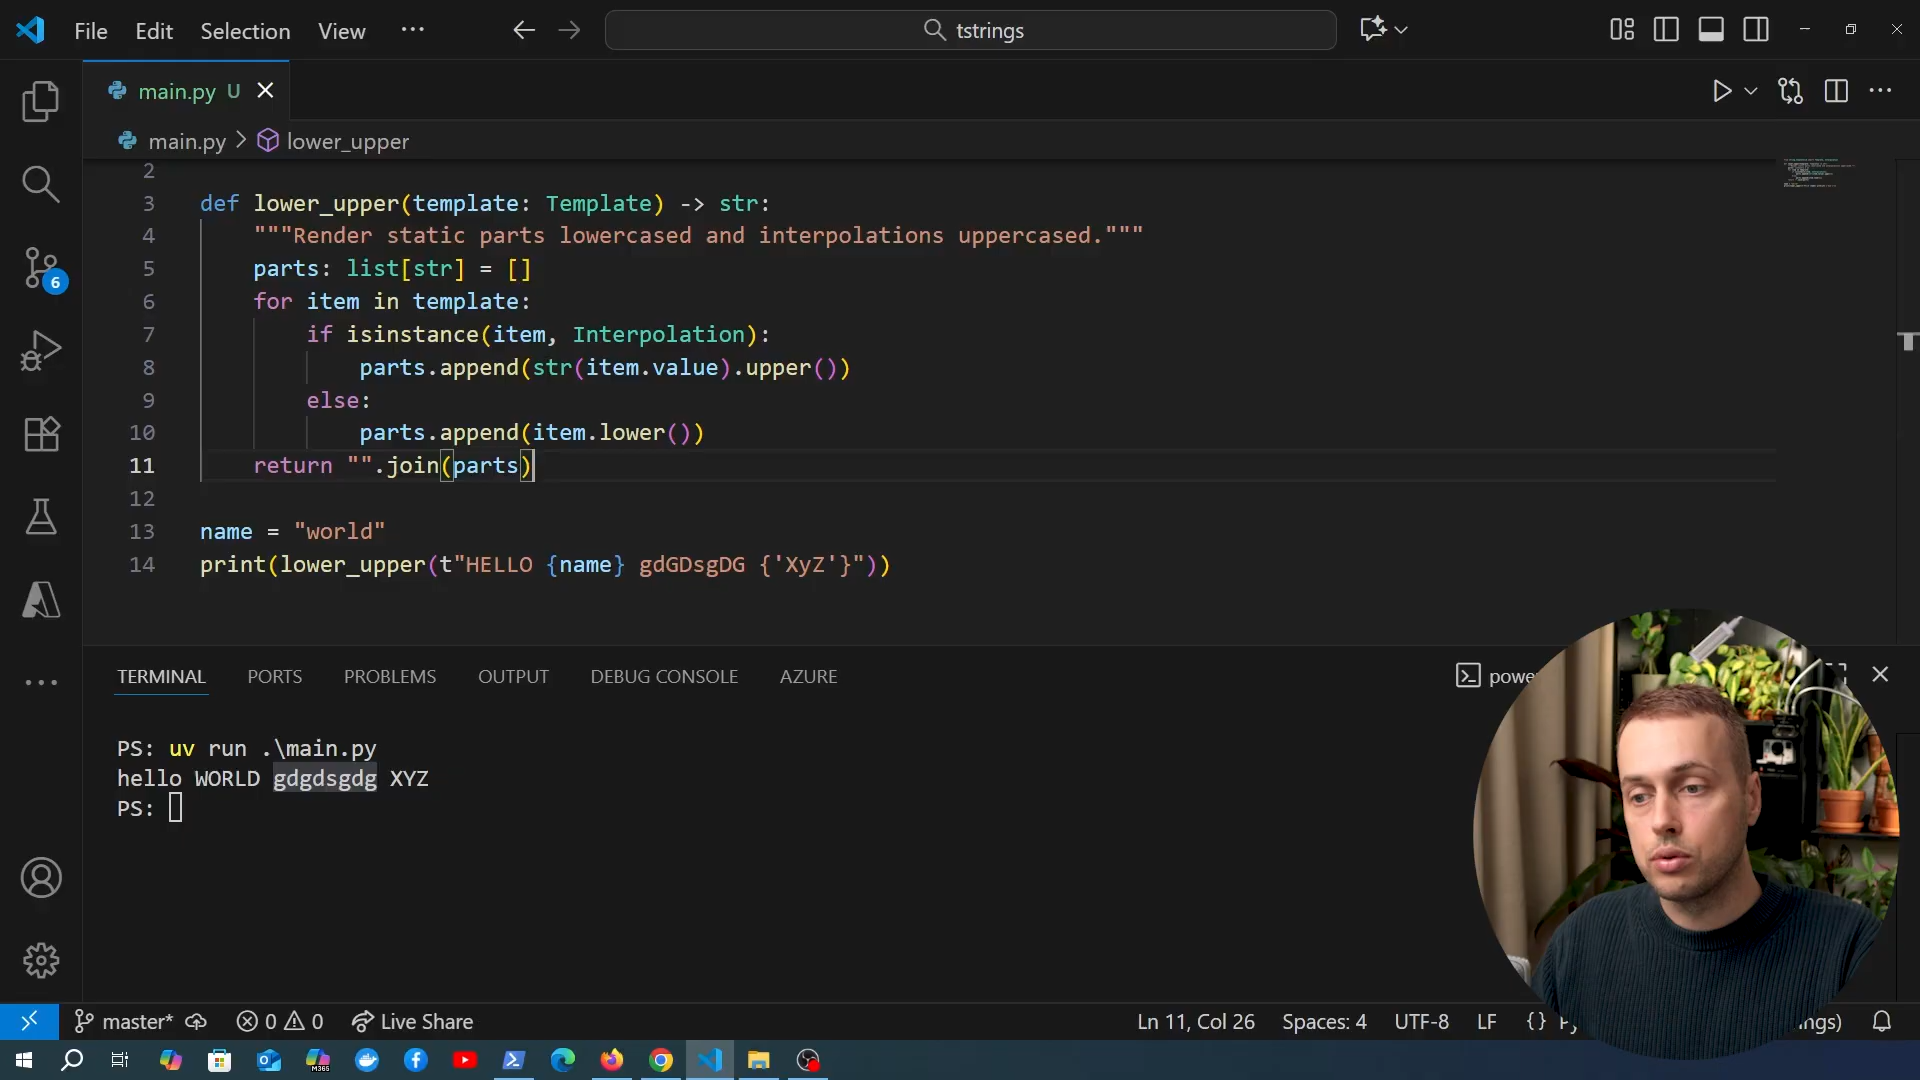 File Edit Selection View ... tstrings
main.py U
main.py > lower_upper
2
3 def lower_upper(template: Template) -> str:
4 """Render static parts lowercased and interpolations uppercased."""
5 parts: list[str] = []
6 for item in template:
7 if isinstance(item, Interpolation):
8 parts.append(str(item.value).upper())
9 else:
10 parts.append(item.lower())
11 return "".join(parts)
12
13 name = "world"
14 print(lower_upper(t"HELLO {name} gdGDsgDG {'XyZ'}"))
6
TERMINAL PORTS PROBLEMS OUTPUT DEBUG CONSOLE AZURE
PS: uv run .\main.py
hello WORLD gdgdsgdg XYZ
PS:
master* 0 0 Live Share Ln 11, Col 26 Spaces: 4 UTF-8 LF {}
M365